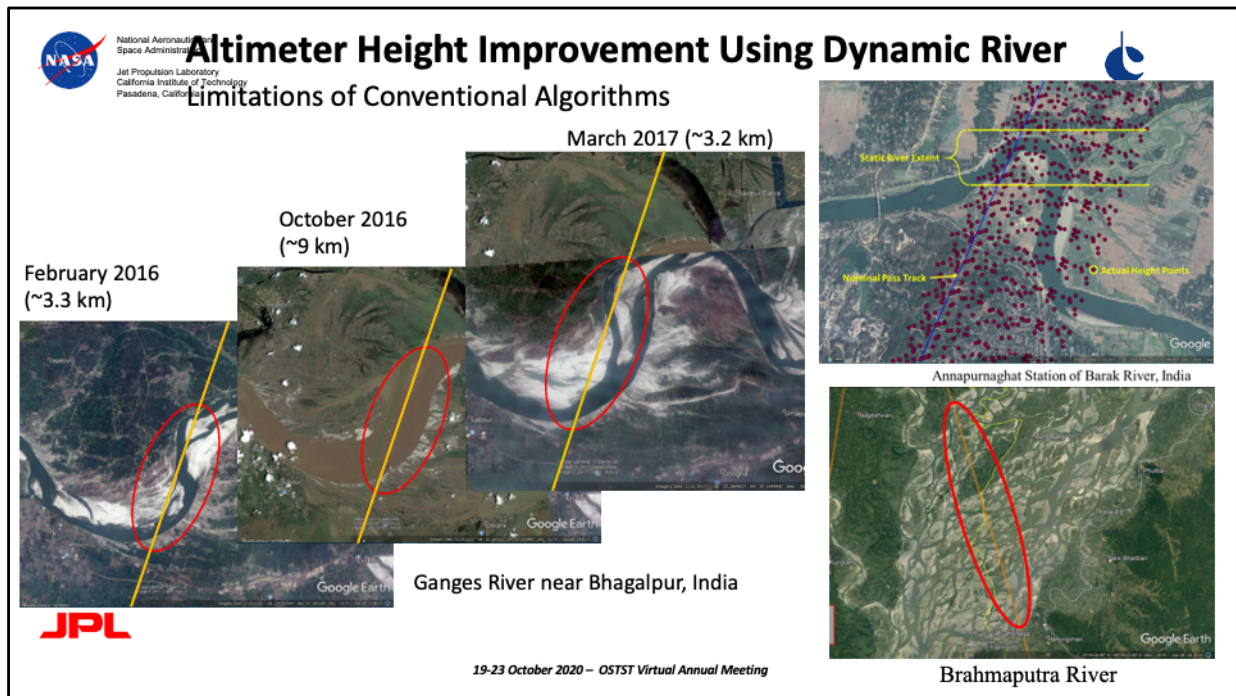 NASA
National Aeronautics and
Space Administration
Jet Propulsion Laboratory
California Institute of Technology
Pasadena, California
Altimeter Height Improvement Using Dynamic River
Limitations of Conventional Algorithms
March 2017 (~3.2 km)
October 2016
(~9 km)
February 2016
(~3.3 km)
Google Earth
Google Earth
Goo
Ganges River near Bhagalpur, India
Static River Extent
Nominal Pass Track
Actual Height Points
Google
Annapurnaghat Station of Barak River, India
Google Earth
Brahmaputra River
JPL
19-23 October 2020 – OSTST Virtual Annual Meeting